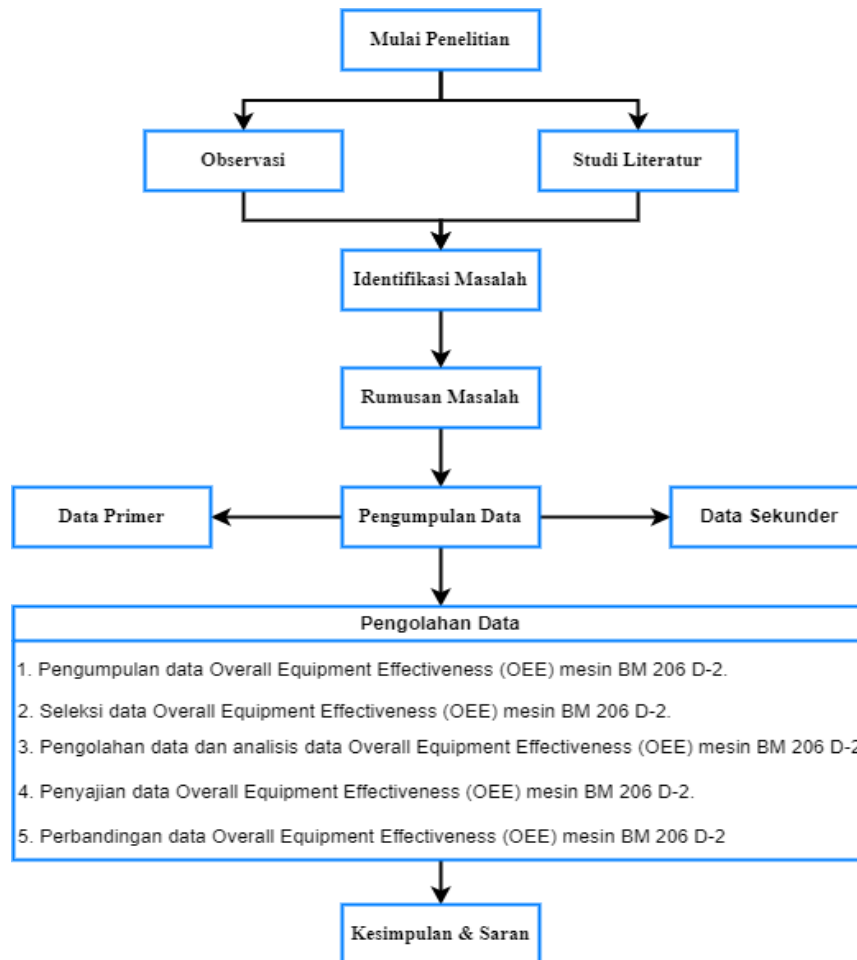 Mulai Penelitian
Observasi
Studi Literatur
Identifikasi Masalah
Rumusan Masalah
Data Primer
Pengumpulan Data
Data Sekunder
Pengolahan Data
1. Pengumpulan data Overall Equipment Effectiveness (OEE) mesin BM 206 D-2.
2. Seleksi data Overall Equipment Effectiveness (OEE) mesin BM 206 D-2.
3. Pengolahan data dan analisis data Overall Equipment Effectiveness (OEE) mesin BM 206 D-2
4. Penyajian data Overall Equipment Effectiveness (OEE) mesin BM 206 D-2.
5. Perbandingan data Overall Equipment Effectiveness (OEE) mesin BM 206 D-2
Kesimpulan & Saran